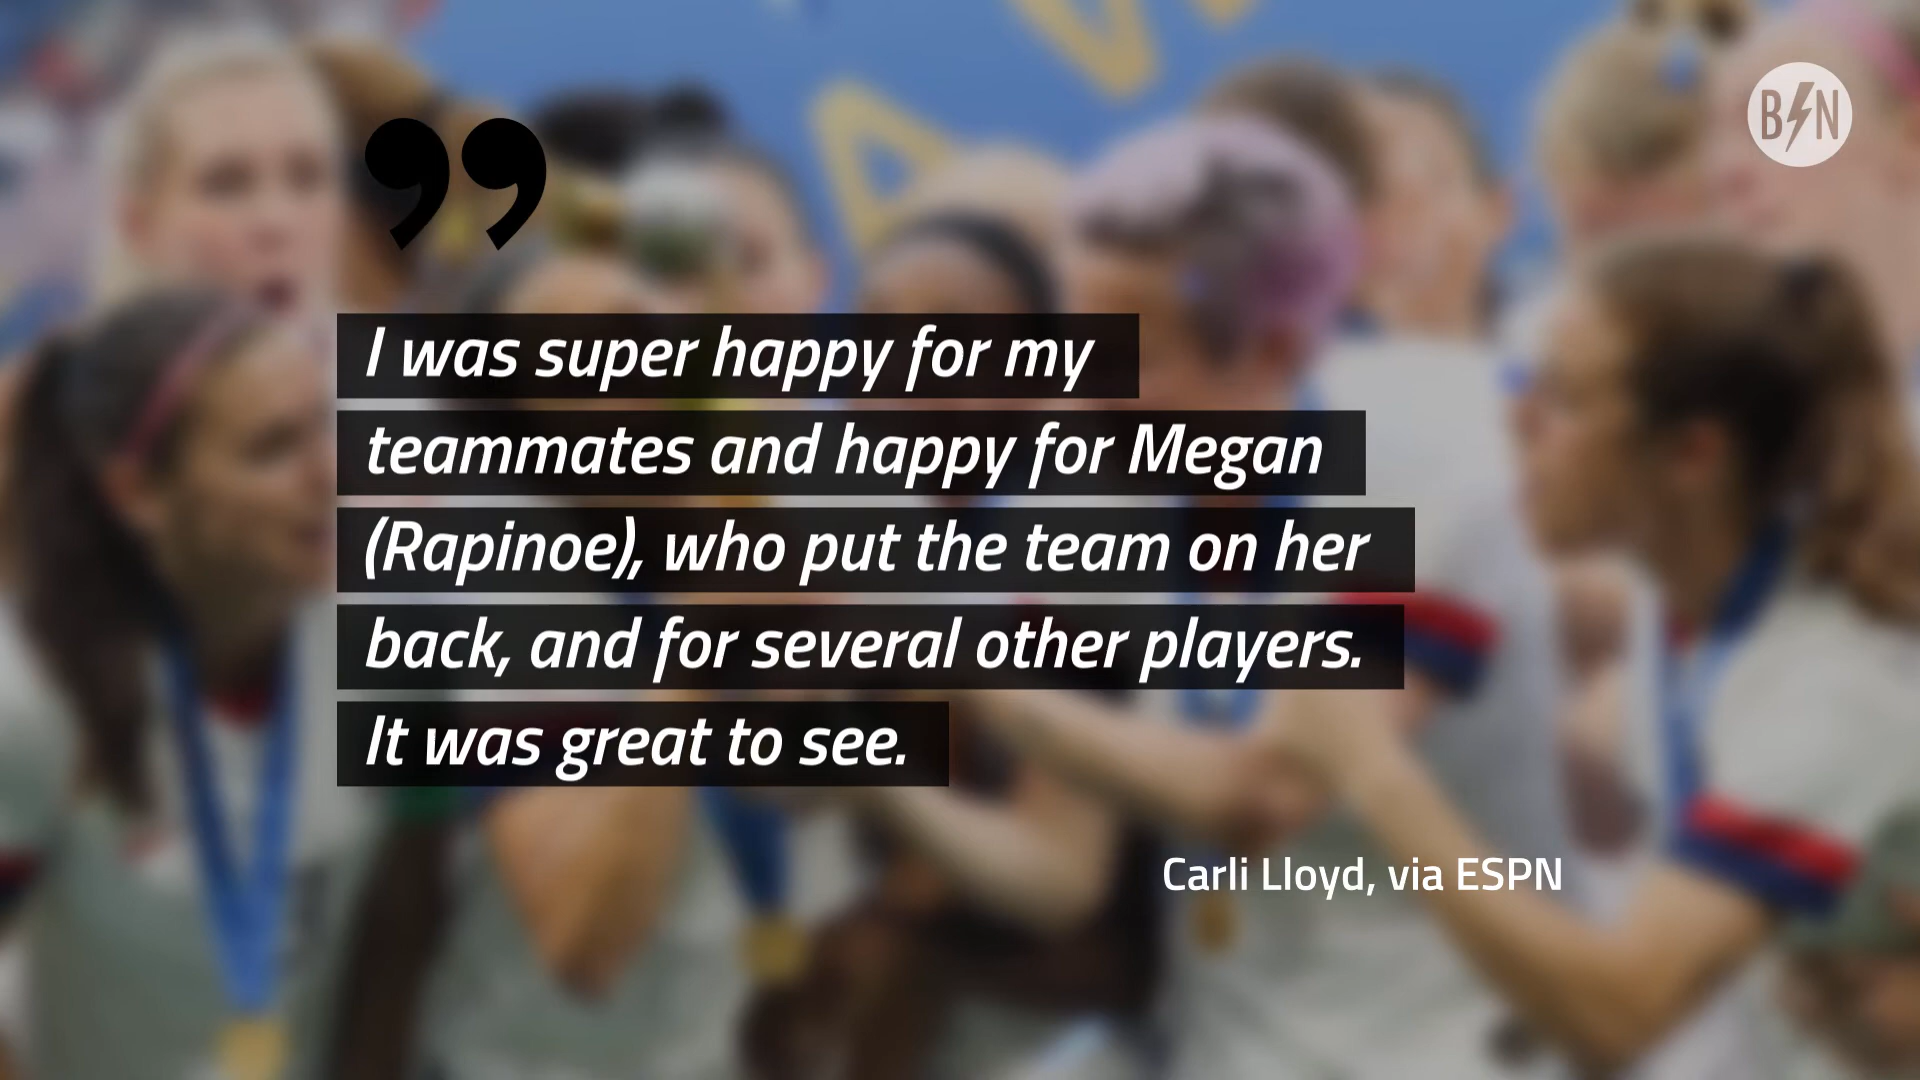 B N
”
I was super happy for my
teammates and happy for Megan
(Rapinoe), who put the team on her
back, and for several other players.
It was great to see.
Carli Lloyd, via ESPN